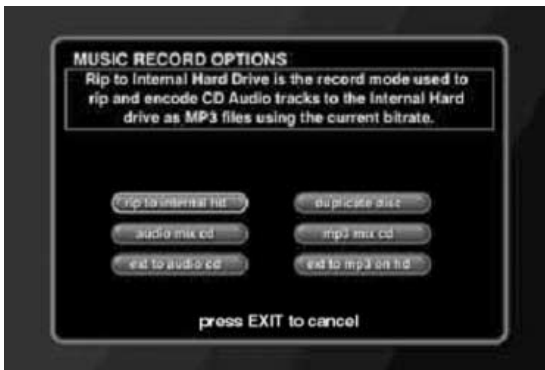 MUSIC RECORD OPTIONS
Rip to Internal Hard Drive is the record mode used to
rip and encode CD Audio tracks to the Internal Hard
drive as MP3 files using the current bitrate.
rip to internal hd duplicate disc
audio mix cd mp3 mix cd
ext to audio cd ext to mp3 on hd
press EXIT to cancel